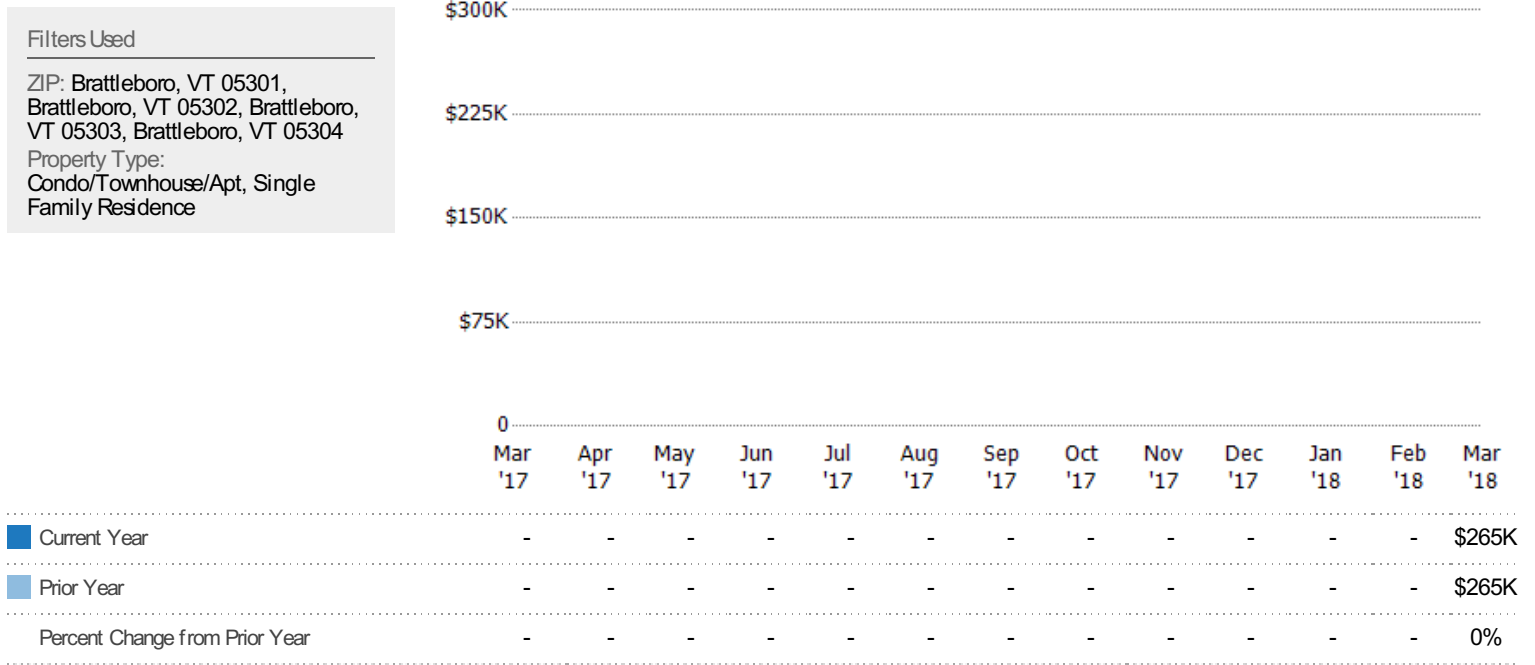 Filters Used
ZIP: Brattleboro, VT 05301,
Brattleboro, VT 05302, Brattleboro,
VT 05303, Brattleboro, VT 05304
Property Type:
Condo/Townhouse/Apt, Single
Family Residence
$300K
$225K
$150K
$75K
0
Mar '17 Apr '17 May '17 Jun '17 Jul '17 Aug '17 Sep '17 Oct '17 Nov '17 Dec '17 Jan '18 Feb '18 Mar '18
Current Year - - - - - - - - - - - - $265K
Prior Year - - - - - - - - - - - - $265K
Percent Change from Prior Year - - - - - - - - - - - - 0%